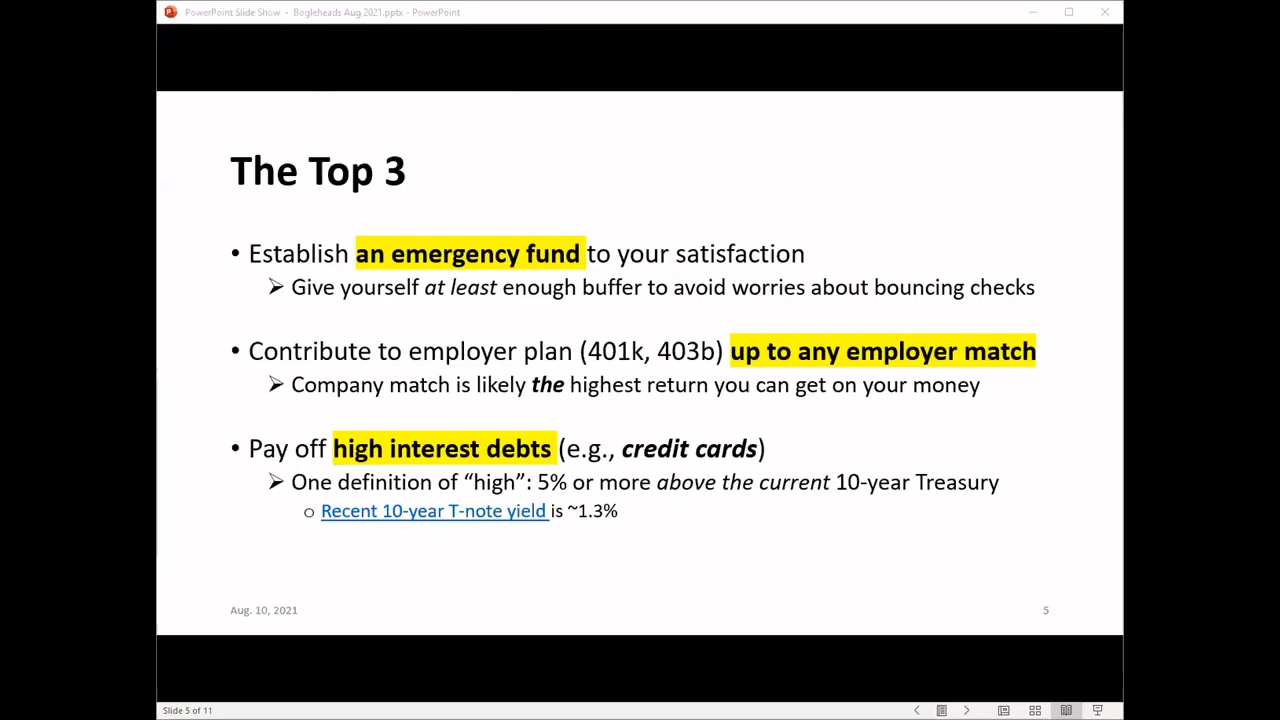 PowerPoint Slide Show - Bogleheads Aug 2021.pptx - PowerPoint
The Top 3
• Establish an emergency fund to your satisfaction
➢ Give yourself at least enough buffer to avoid worries about bouncing checks
• Contribute to employer plan (401k, 403b) up to any employer match
➢ Company match is likely the highest return you can get on your money
• Pay off high interest debts (e.g., credit cards)
➢ One definition of “high”: 5% or more above the current 10-year Treasury
o Recent 10-year T-note yield is ~1.3%
Aug. 10, 2021
5
Slide 5 of 11